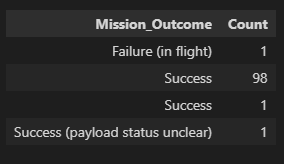 Mission_Outcome Count
Failure (in flight) 1
Success 98
Success 1
Success (payload status unclear) 1